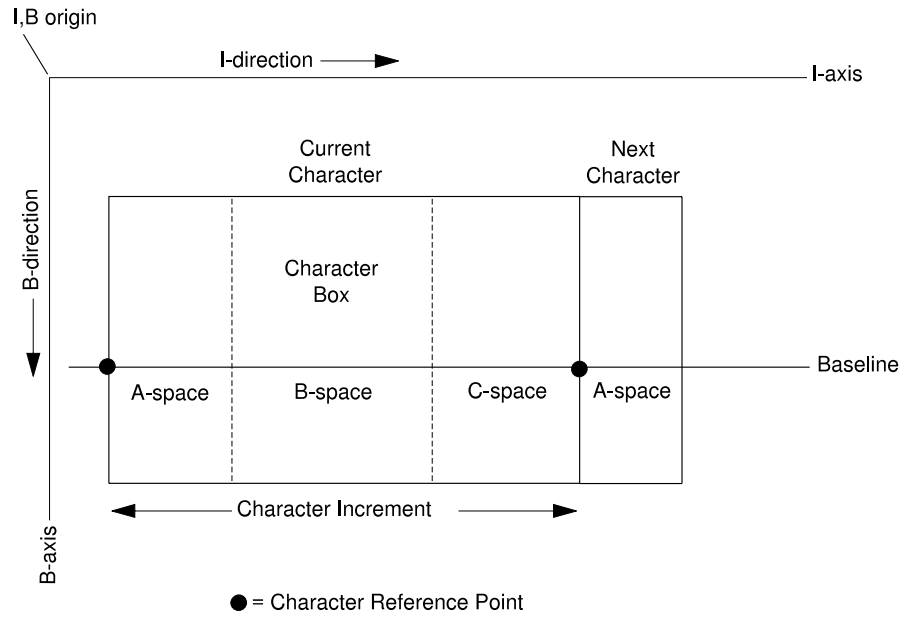 I,B origin
I-direction
I-axis
Current
Character
Next
Character
B-direction
Character
Box
Baseline
A-space
B-space
C-space
A-space
Character Increment
B-axis
= Character Reference Point